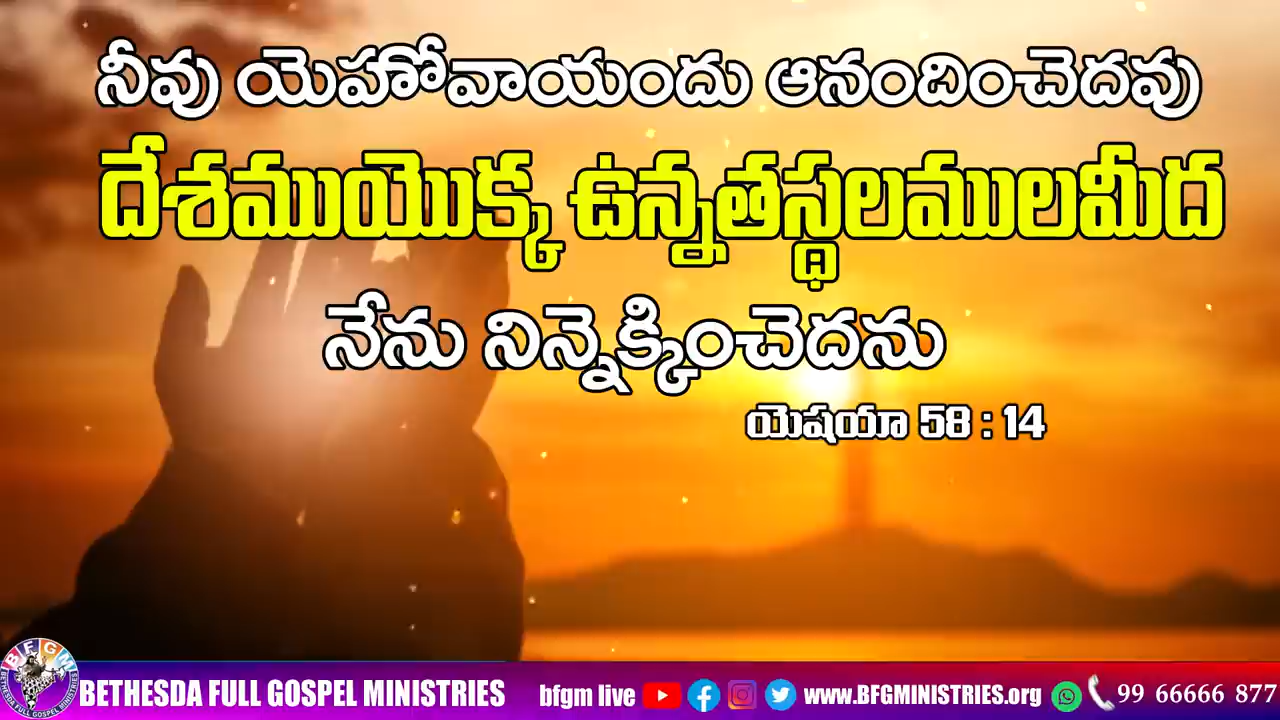 నీవు యెహోవాయందు ఆనందించెదవు
దేశముయొక్క ఉన్నతస్థలములమీద
నేను నిన్నెక్కించెదను
యెషయా 58 : 14
BFGM
BETHESDA FULL GOSPEL MINISTRIES bfgm live www.BFGMINISTRIES.org 99 66666 877